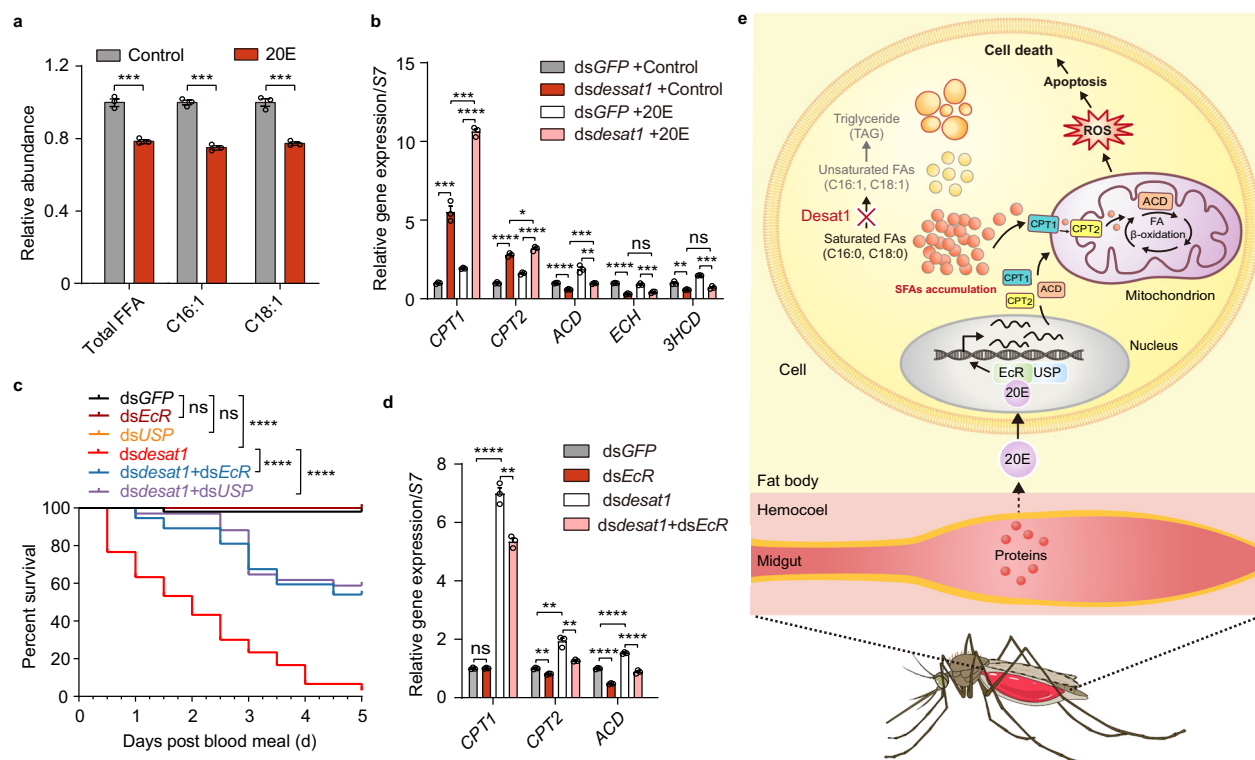 a
Control
20E
Relative abundance
1.2
0.8
0.4
0
***
***
***
Total FFA
C16:1
C18:1
b
dsGFP +Control
dsdessat1 +Control
dsGFP +20E
dsdesat1 +20E
Relative gene expression/S7
15
10
5
0
***
***
****
*
****
****
***
****
**
ns
****
***
ns
**
***
CPT1
CPT2
ACD
ECH
3HCD
c
dsGFP
dsEcR
dsUSP
dsdesat1
dsdesat1+dsEcR
dsdesat1+dsUSP
ns
ns
****
****
****
Percent survival
100
80
60
40
20
0
0
1
2
3
4
5
Days post blood meal (d)
d
dsGFP
dsEcR
dsdesat1
dsdesat1+dsEcR
Relative gene expression/S7
8
6
4
2
0
****
**
ns
**
**
**
****
****
****
CPT1
CPT2
ACD
e
Cell death
Apoptosis
ROS
Triglyceride
(TAG)
Unsaturated FAs
(C16:1, C18:1)
Desat1
Saturated FAs
(C16:0, C18:0)
SFAs accumulation
CPT1
CPT2
ACD
FA
β-oxidation
Mitochondrion
CPT1
CPT2
ACD
Nucleus
Cell
EcR
USP
20E
20E
Fat body
Hemocoel
Proteins
Midgut